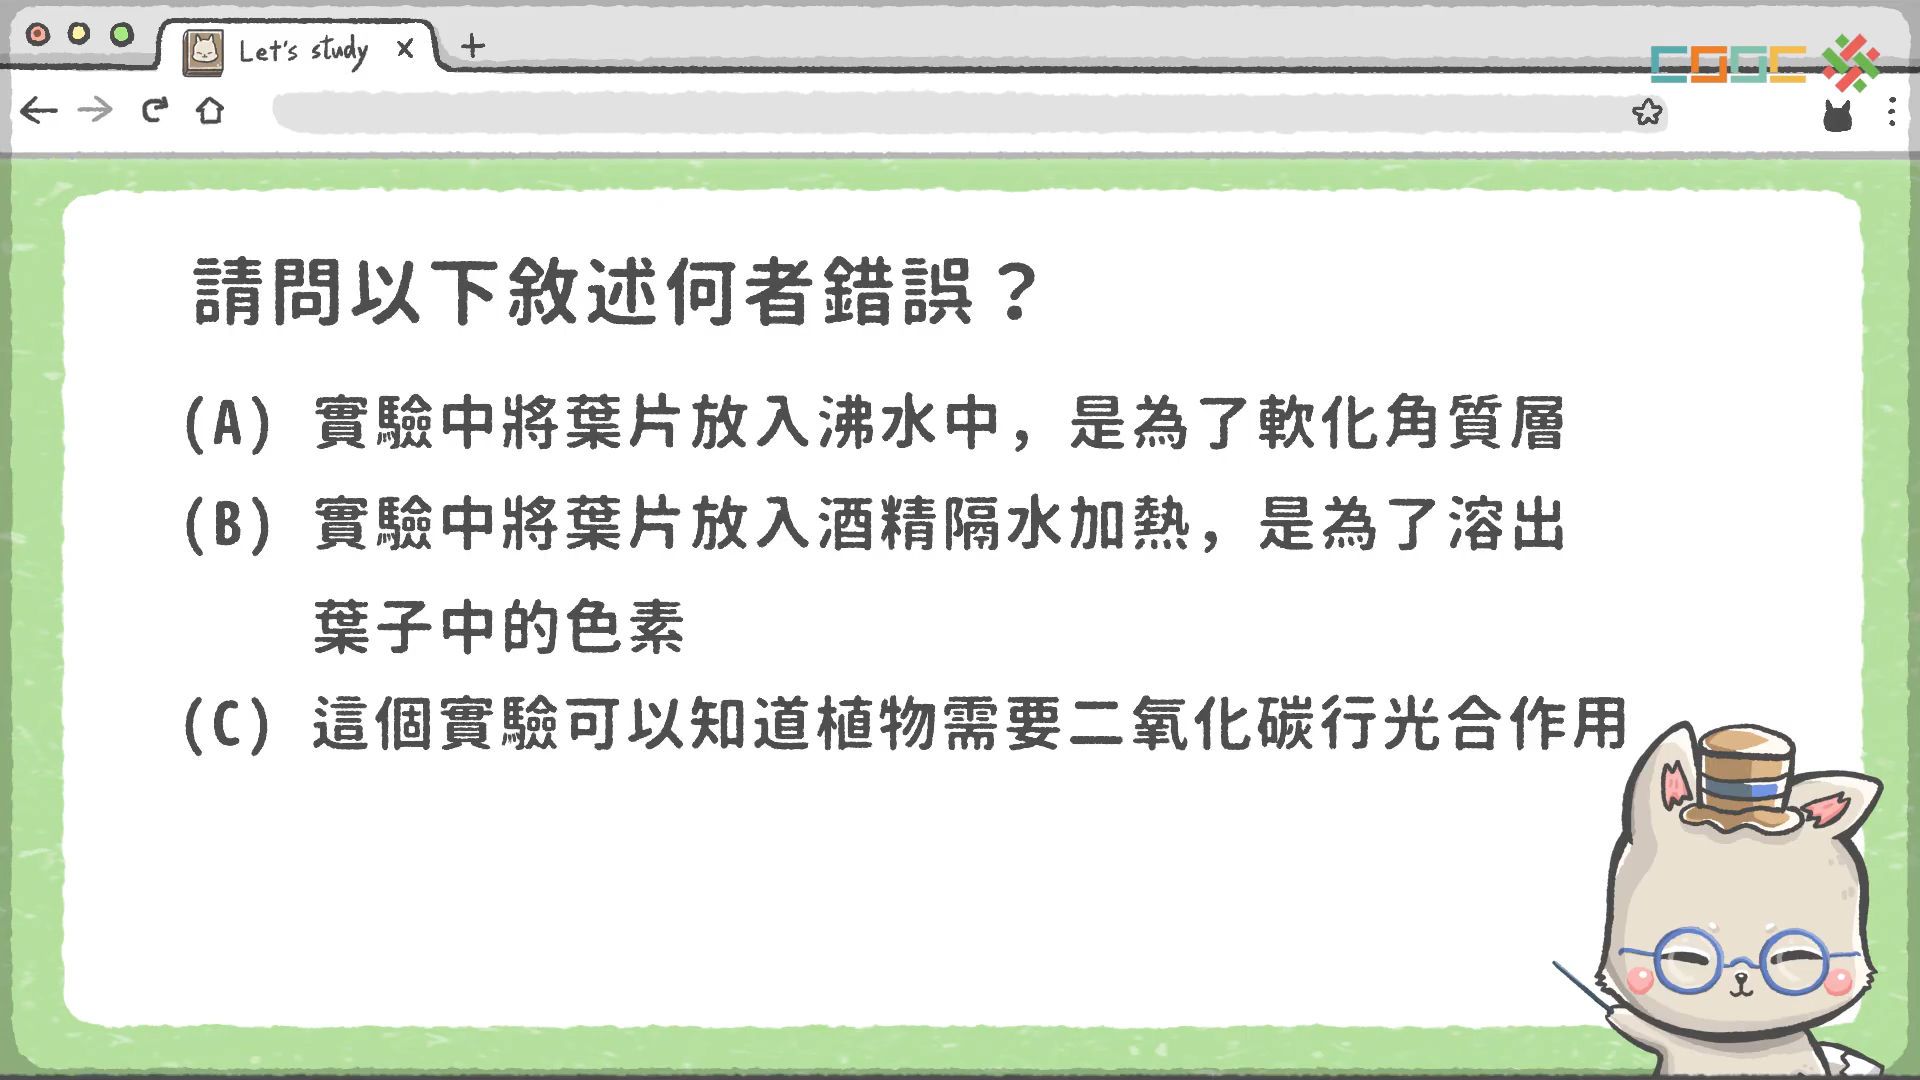 Let's study
請問以下敘述何者錯誤？
(A) 實驗中將葉片放入沸水中，是為了軟化角質層
(B) 實驗中將葉片放入酒精隔水加熱，是為了溶出
葉子中的色素
(C) 這個實驗可以知道植物需要二氧化碳行光合作用